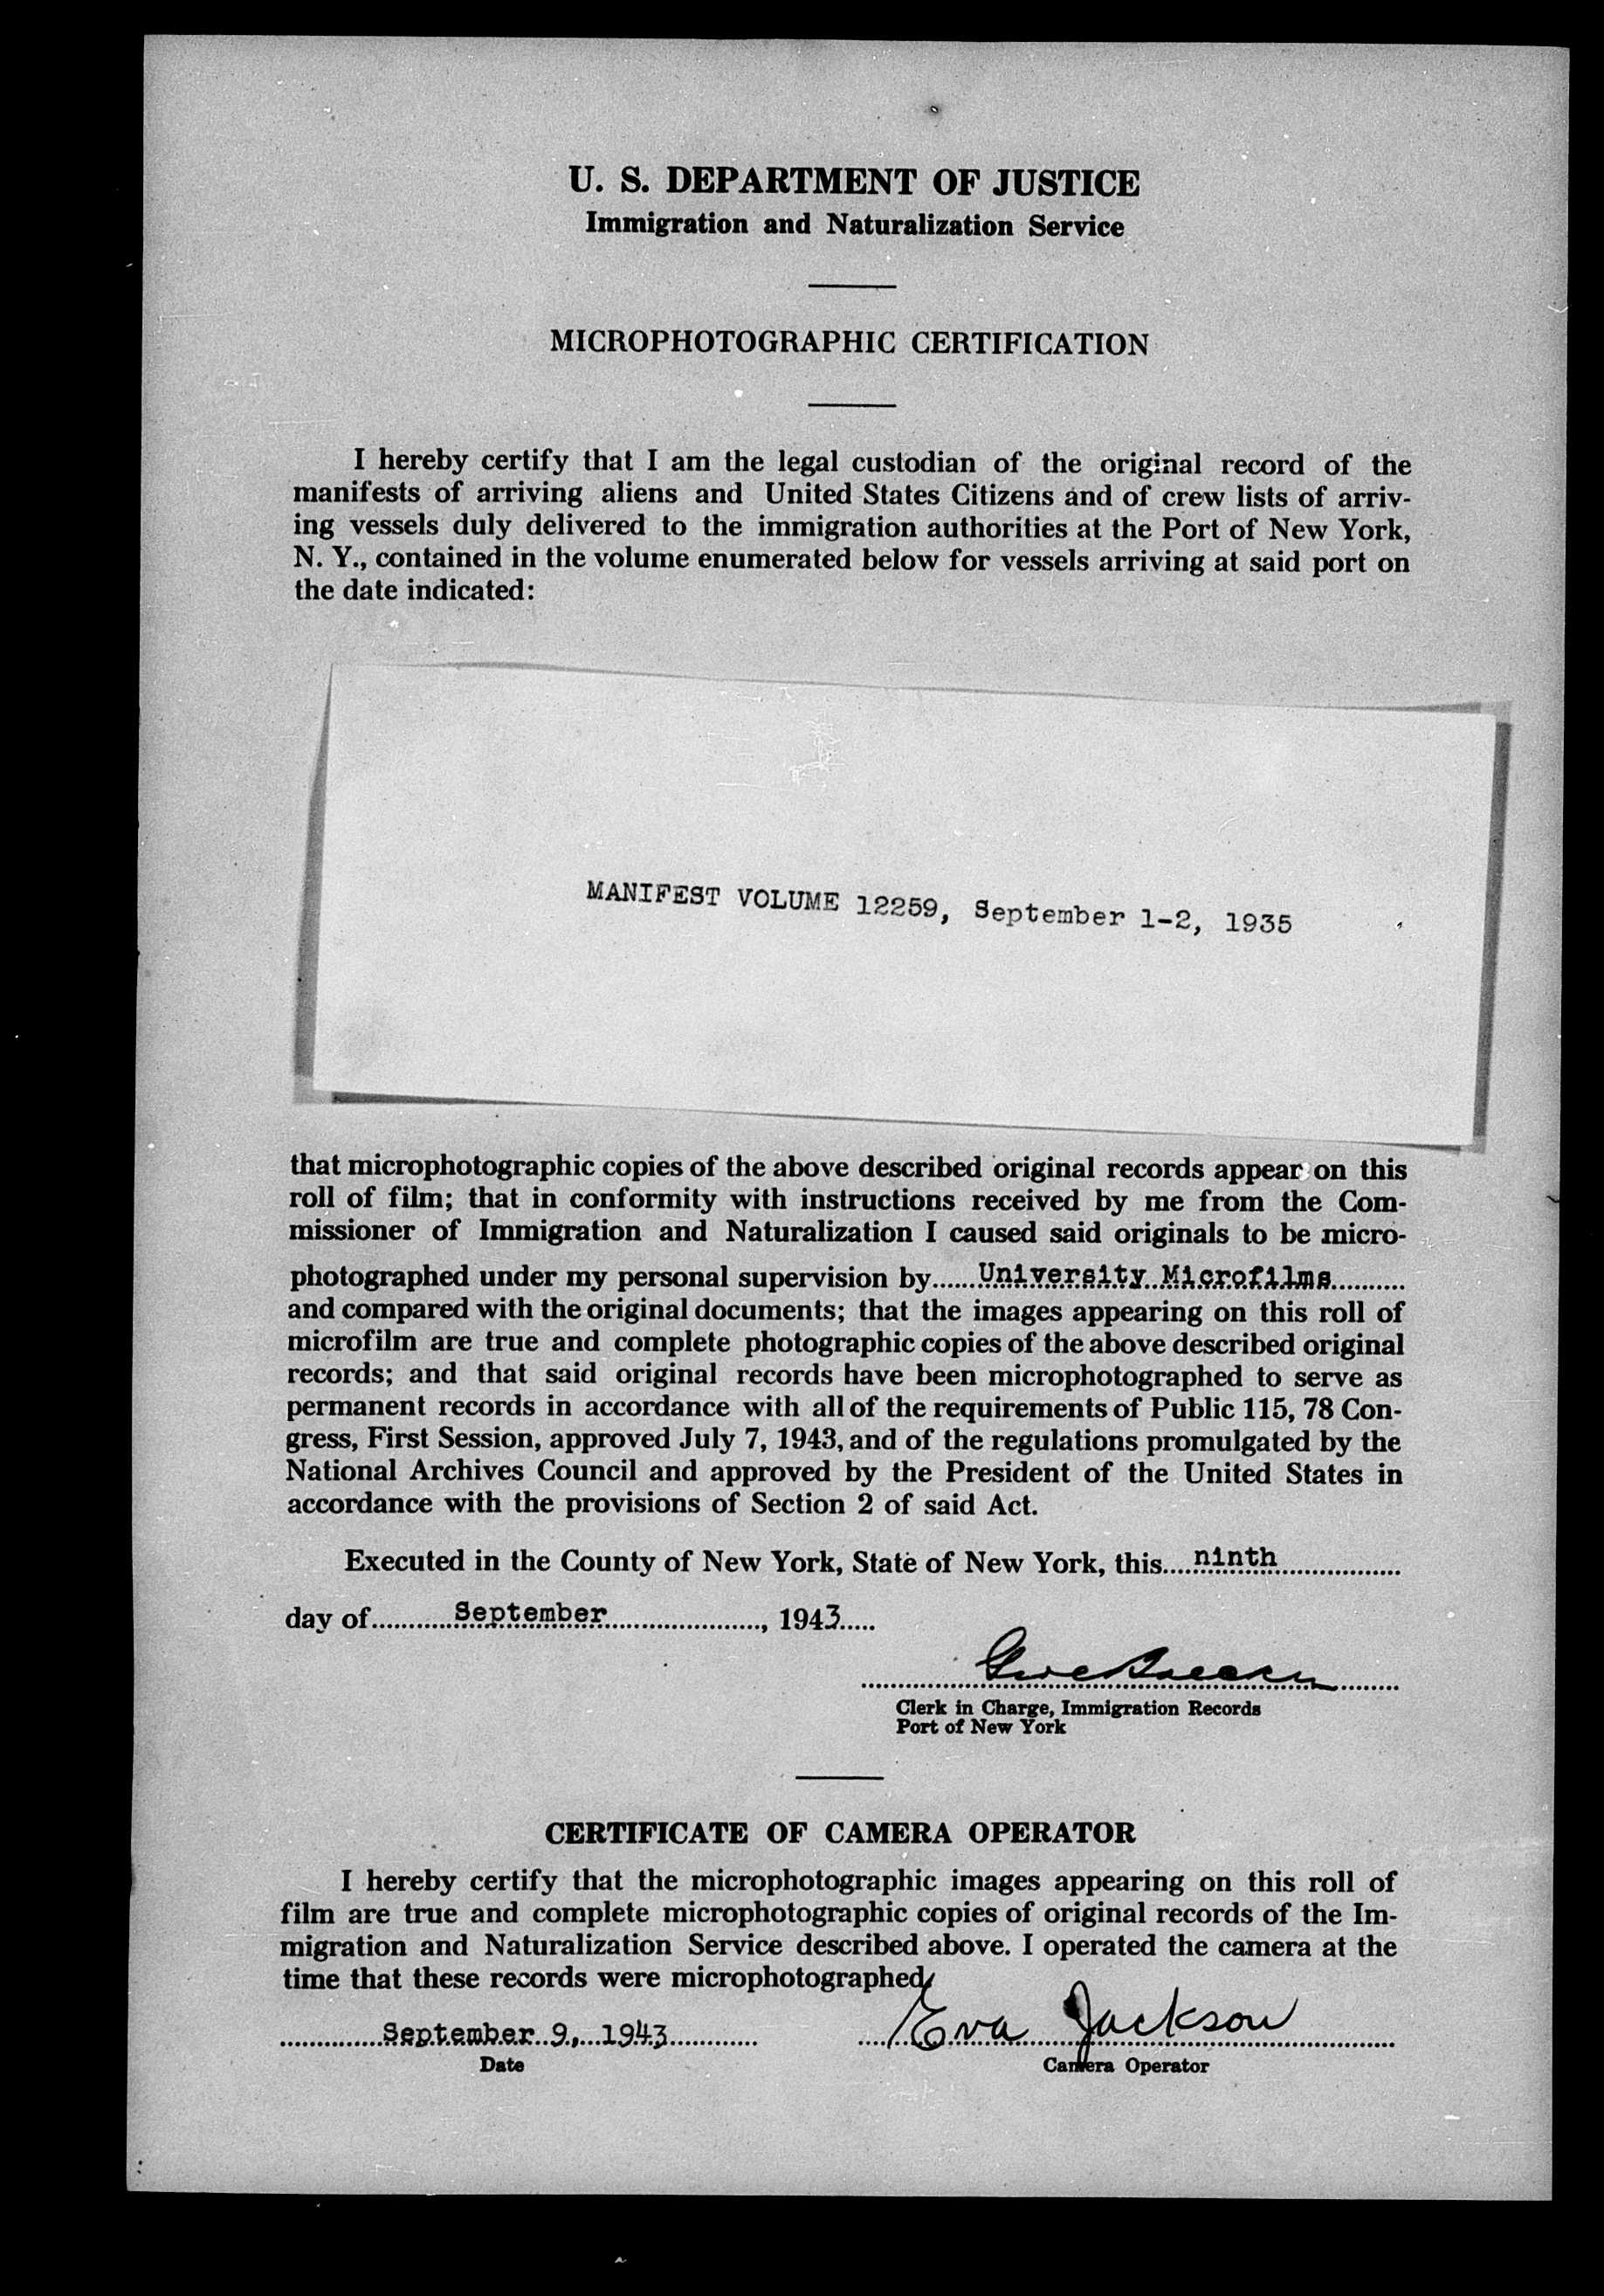 U. S. DEPARTMENT OF JUSTICE
Immigration and Naturalization Service
MICROPHOTOGRAPHIC CERTIFICATION
I hereby certify that I am the legal custodian of the original record of the
manifests of arriving aliens and United States Citizens and of crew lists of arriv-
ing vessels duly delivered to the immigration authorities at the Port of New York,
N. Y., contained in the volume enumerated below for vessels arriving at said port on
the date indicated:
MANIFEST VOLUME 12259, September 1-2, 1935
that microphotographic copies of the above described original records appear on this
roll of film; that in conformity with instructions received by me from the Com-
missioner of Immigration and Naturalization I caused said originals to be micro-
photographed under my personal supervision by......University Microfilms..........
and compared with the original documents; that the images appearing on this roll of
microfilm are true and complete photographic copies of the above described original
records; and that said original records have been microphotographed to serve as
permanent records in accordance with all of the requirements of Public 115, 78 Con-
gress, First Session, approved July 7, 1943, and of the regulations promulgated by the
National Archives Council and approved by the President of the United States in
accordance with the provisions of Section 2 of said Act.
Executed in the County of New York, State of New York, this....ninth....................
day of...........September......................, 1943.....
Clerk in Charge, Immigration Records
Port of New York
CERTIFICATE OF CAMERA OPERATOR
I hereby certify that the microphotographic images appearing on this roll of
film are true and complete microphotographic copies of original records of the Im-
migration and Naturalization Service described above. I operated the camera at the
time that these records were microphotographed
September 9, 1943 Eva Jackson
Date Camera Operator